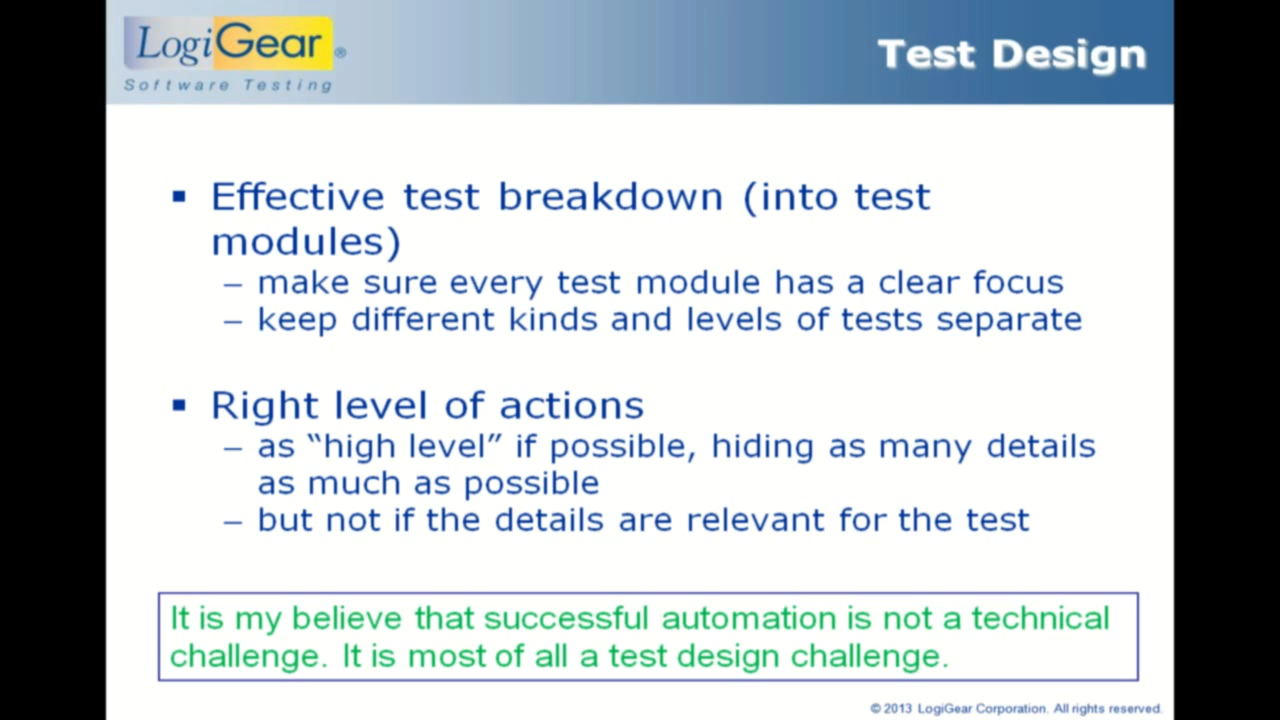 LogiGear®
Software Testing
Test Design
▪ Effective test breakdown (into test
modules)
– make sure every test module has a clear focus
– keep different kinds and levels of tests separate
▪ Right level of actions
– as “high level” if possible, hiding as many details
as much as possible
– but not if the details are relevant for the test
It is my believe that successful automation is not a technical
challenge. It is most of all a test design challenge.
© 2013 LogiGear Corporation. All rights reserved.